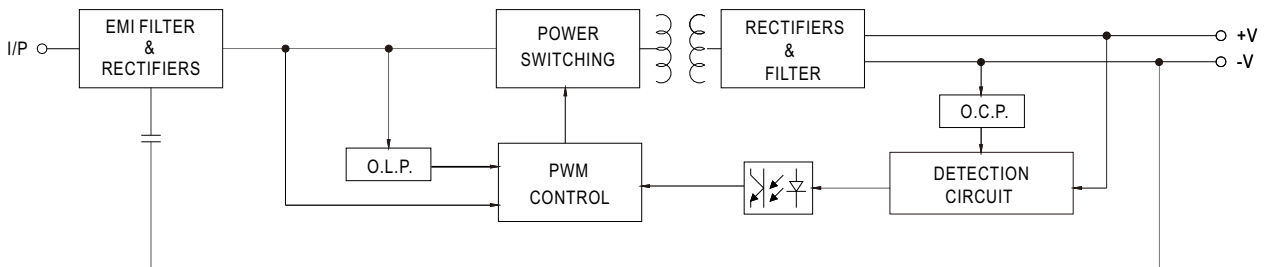 I/P
EMI FILTER
&
RECTIFIERS
POWER
SWITCHING
RECTIFIERS
&
FILTER
+V
-V
O.C.P.
O.L.P.
PWM
CONTROL
DETECTION
CIRCUIT